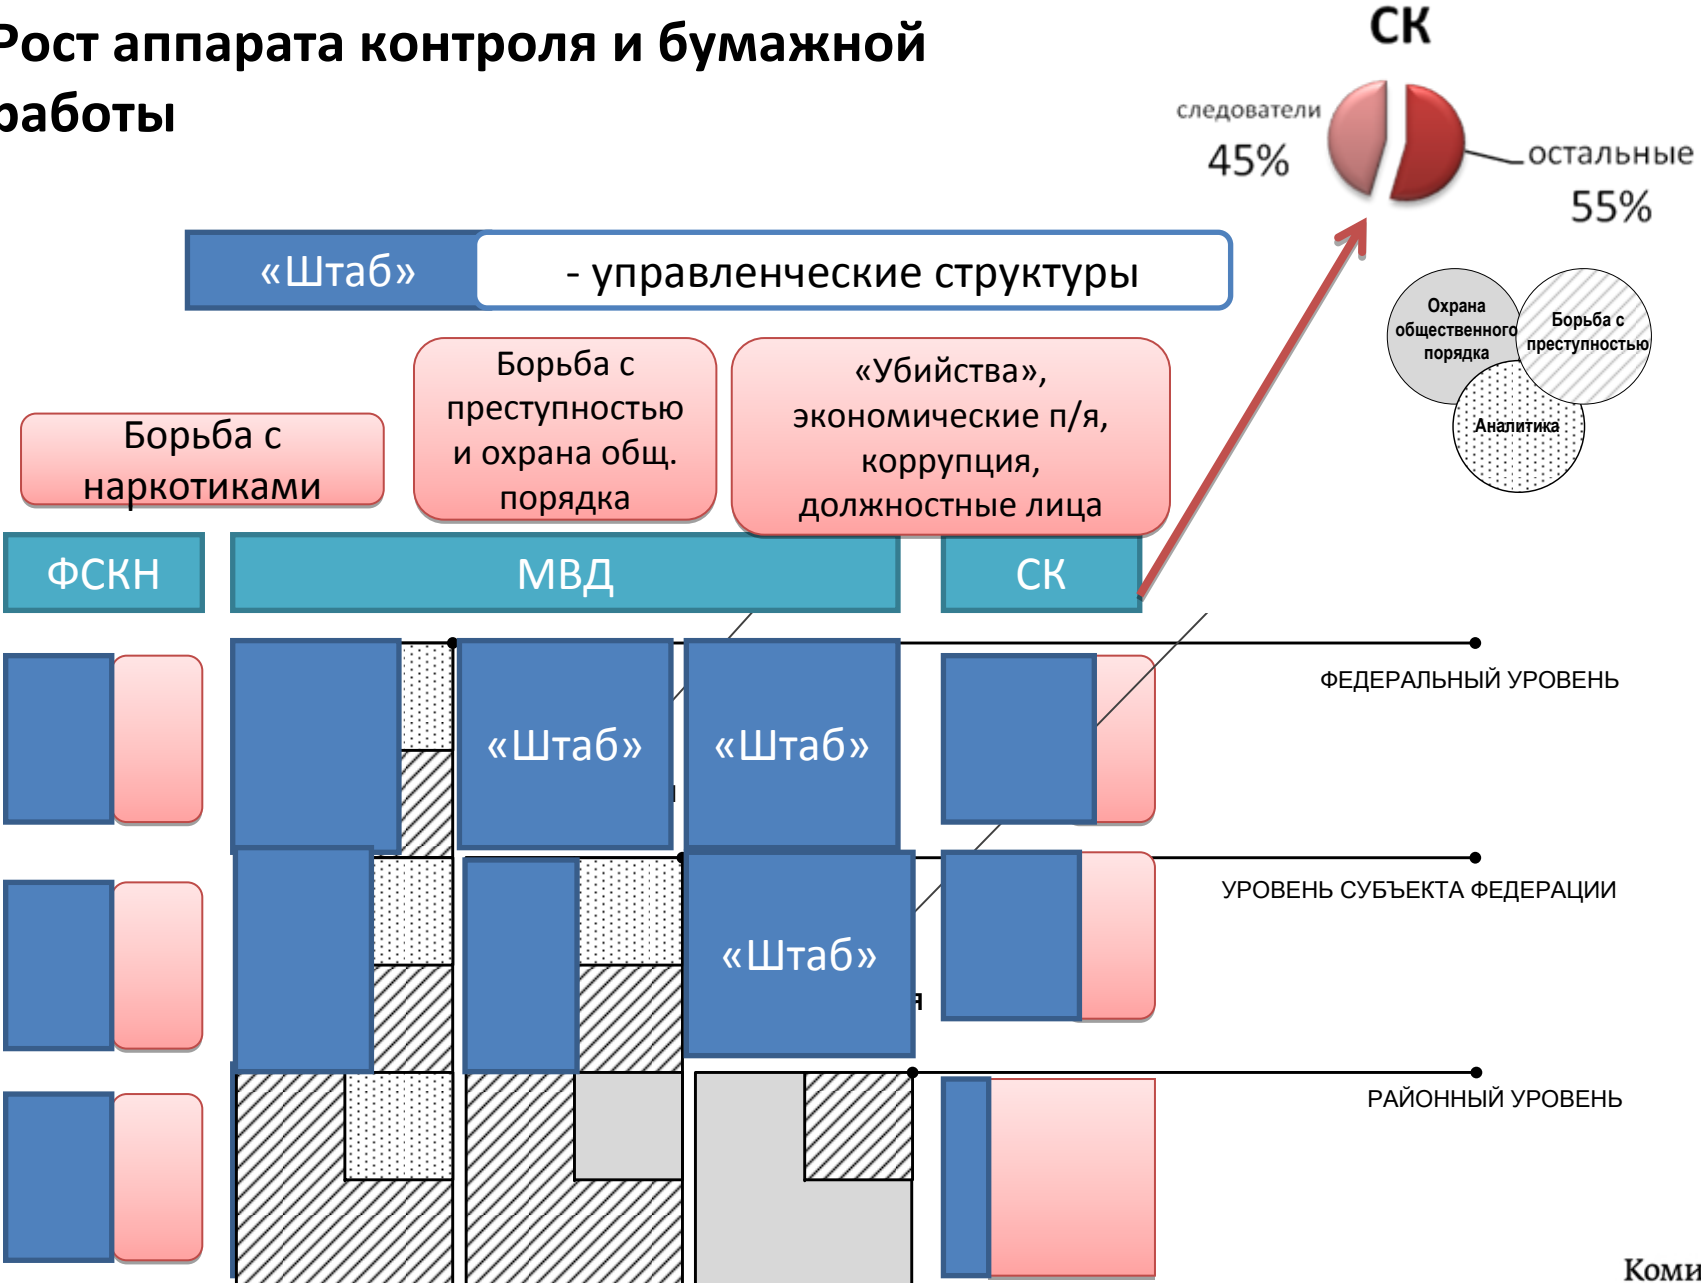 Рост аппарата контроля и бумажной
работы
СК
следователи
45%
остальные
55%
«Штаб»
- управленческие структуры
Охрана
общественного
порядка
Борьба с
преступностью
Аналитика
Борьба с
наркотиками
Борьба с
преступностью
и охрана общ.
порядка
«Убийства»,
экономические п/я,
коррупция,
должностные лица
ФСКН
МВД
СК
«Штаб»
«Штаб»
ФЕДЕРАЛЬНЫЙ УРОВЕНЬ
«Штаб»
я
УРОВЕНЬ СУБЪЕКТА ФЕДЕРАЦИИ
РАЙОННЫЙ УРОВЕНЬ
Коми